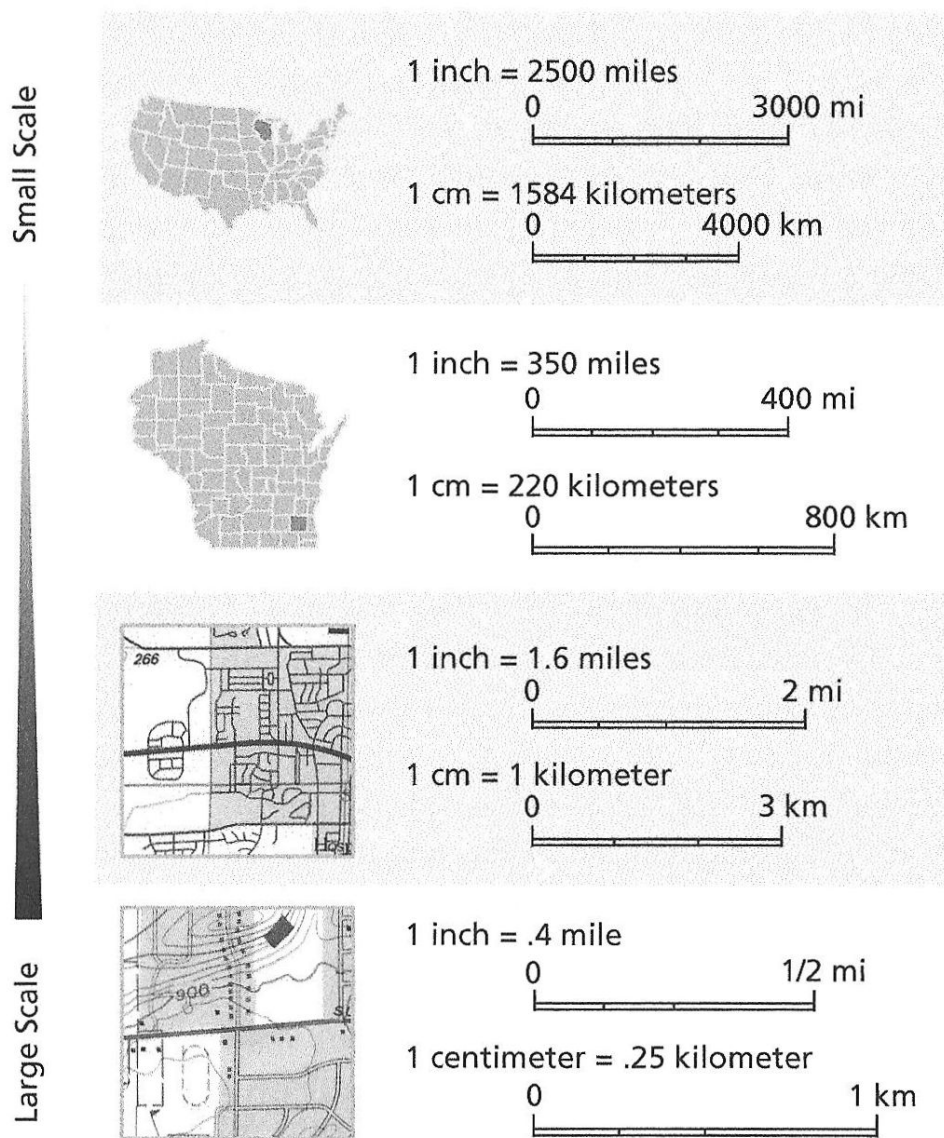 Small Scale
1 inch = 2500 miles
0 3000 mi
1 cm = 1584 kilometers
0 4000 km
1 inch = 350 miles
0 400 mi
1 cm = 220 kilometers
0 800 km
266
1 inch = 1.6 miles
0 2 mi
1 cm = 1 kilometer
0 3 km
Large Scale
900
1 inch = .4 mile
0 1/2 mi
1 centimeter = .25 kilometer
0 1 km